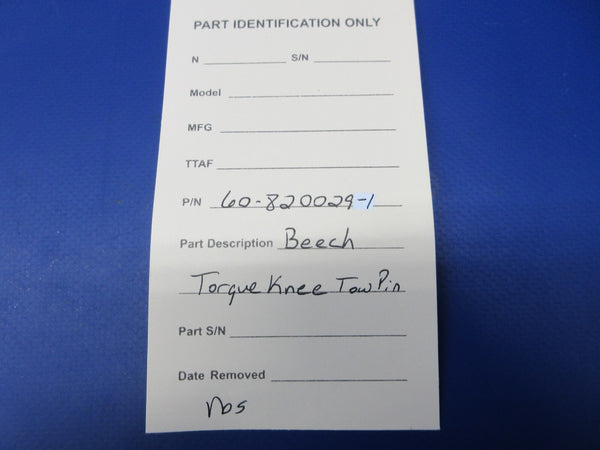 PART IDENTIFICATION ONLY
N S/N
Model
MFG
TTAF
P/N 60-820029-1
Part Description Beech
Torque Knee Tow Pin
Part S/N
Date Removed
nos